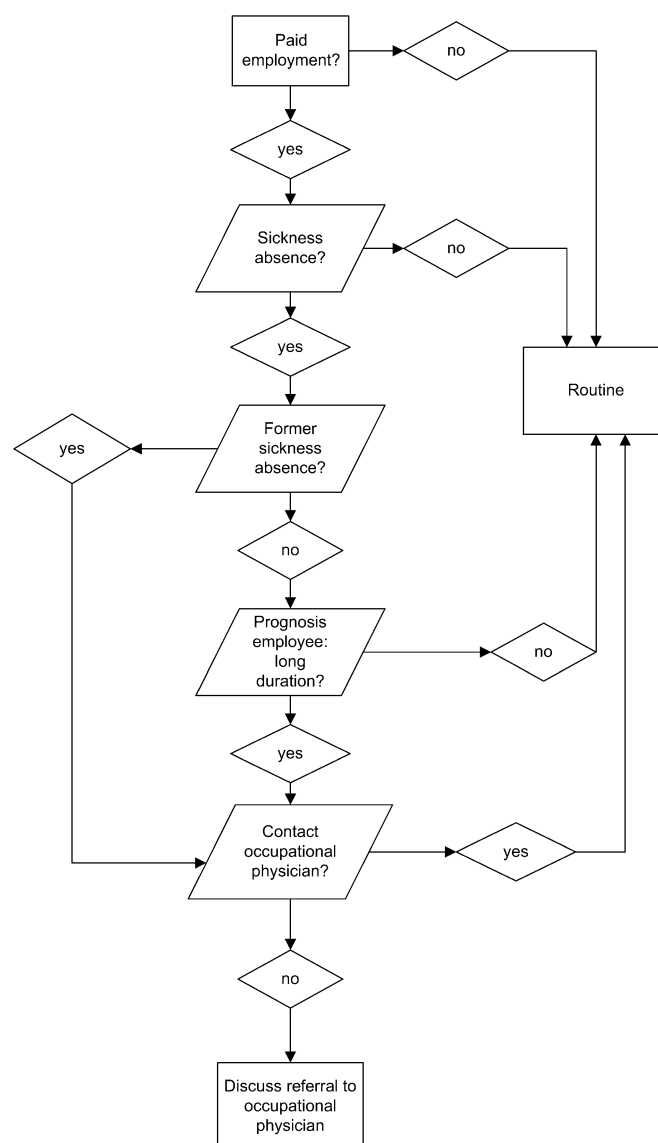 Paid
employment?
no
yes
Sickness
absence?
no
yes
Routine
Former
sickness
absence?
yes
no
Prognosis
employee:
long
duration?
no
yes
Contact
occupational
physician?
yes
no
Discuss referral to
occupational
physician